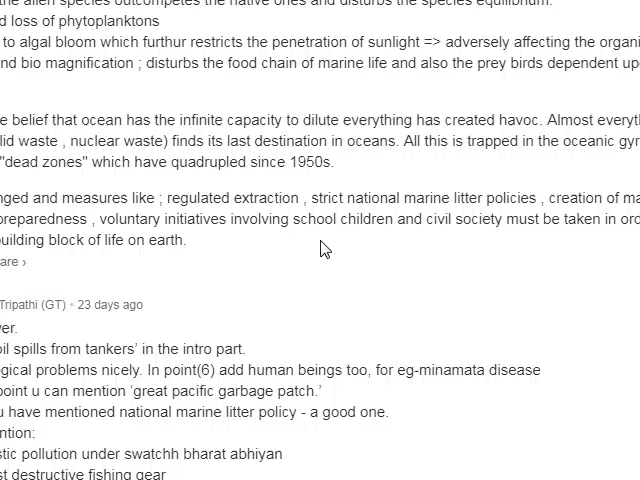 the alien species outcompetes the native ones and disturbs the species equilibrium.
d loss of phytoplanktons
to algal bloom which furthur restricts the penetration of sunlight => adversely affecting the organi
nd bio magnification ; disturbs the food chain of marine life and also the prey birds dependent up
e belief that ocean has the infinite capacity to dilute everything has created havoc. Almost everyt
lid waste , nuclear waste) finds its last destination in oceans. All this is trapped in the oceanic gyr
"dead zones" which have quadrupled since 1950s.
nged and measures like ; regulated extraction , strict national marine litter policies , creation of ma
preparedness , voluntary initiatives involving school children and civil society must be taken in ord
uilding block of life on earth.
are ›
Tripathi (GT) • 23 days ago
er.
oil spills from tankers' in the intro part.
gical problems nicely. In point(6) add human beings too, for eg-minamata disease
point u can mention 'great pacific garbage patch.'
u have mentioned national marine litter policy - a good one.
ntion:
stic pollution under swatchh bharat abhiyan
st destructive fishing gear